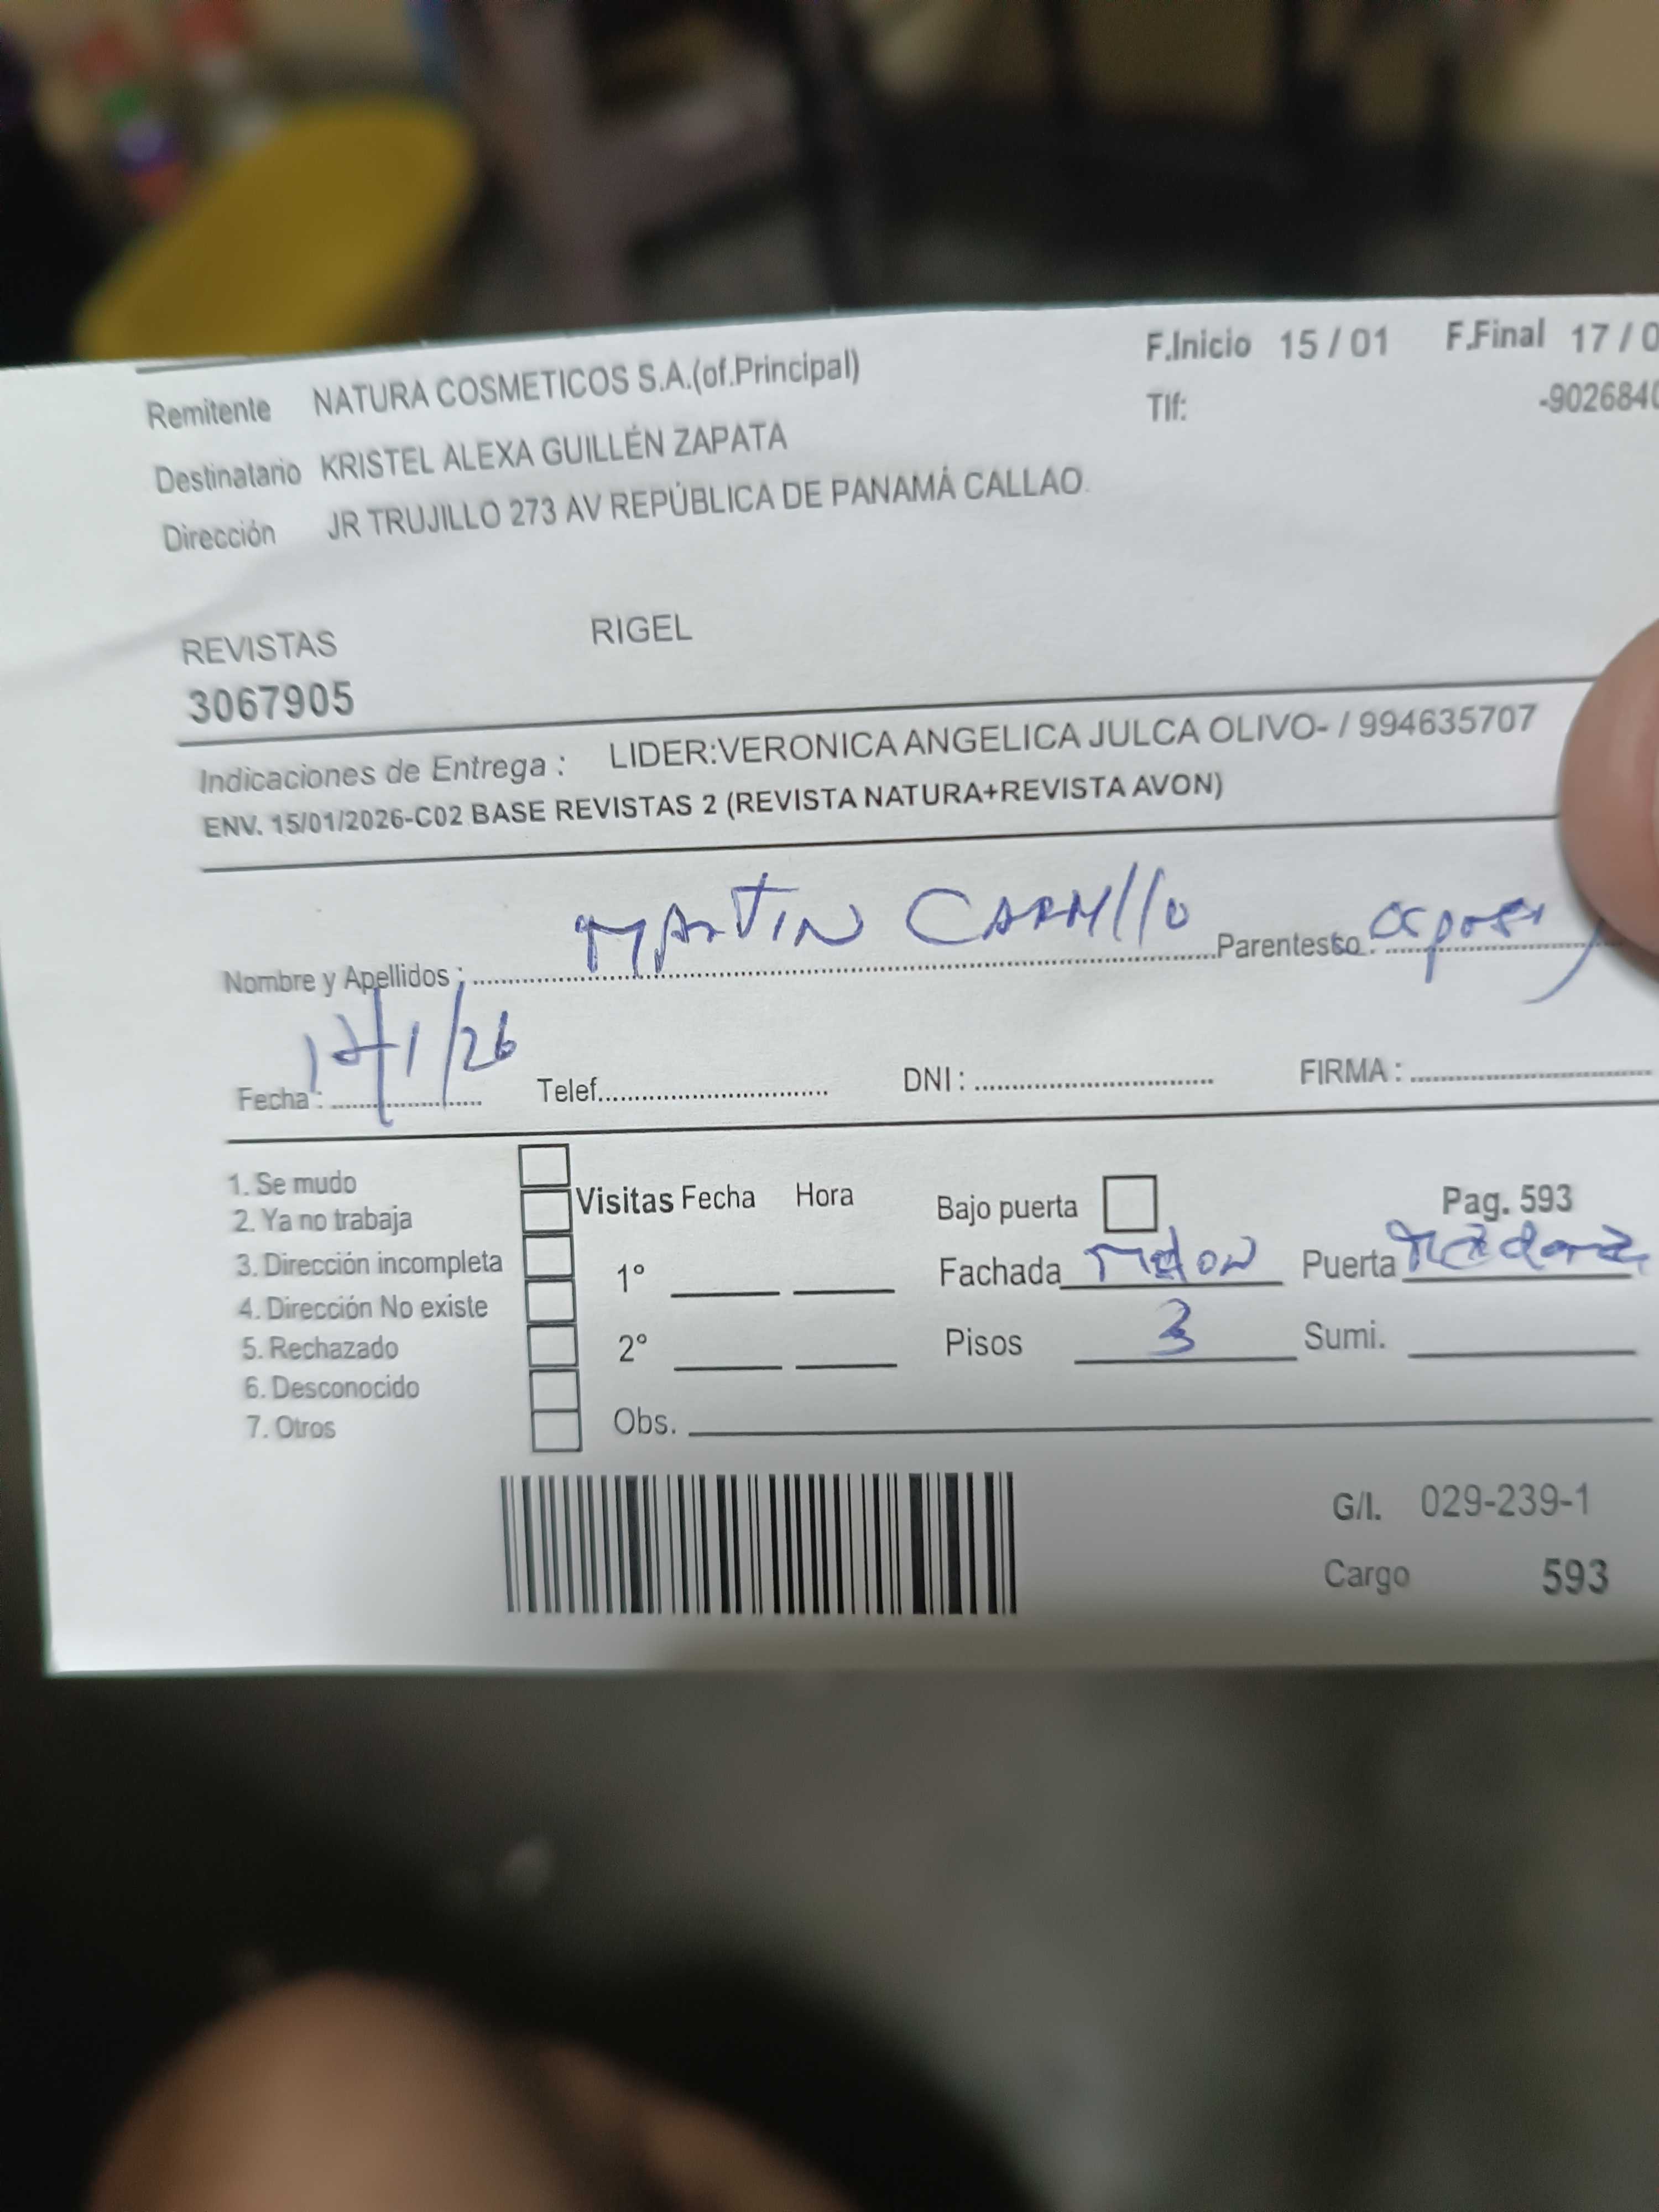 Remitente NATURA COSMETICOS S.A.(of.Principal) F.Inicio 15 / 01 F.Final 17 / 0
Destinatario KRISTEL ALEXA GUILLÉN ZAPATA Tlf: -9026840
Dirección JR TRUJILLO 273 AV REPÚBLICA DE PANAMÁ CALLAO.
REVISTAS RIGEL
3067905
Indicaciones de Entrega : LIDER:VERONICA ANGELICA JULCA OLIVO- / 994635707
ENV. 15/01/2026-C02 BASE REVISTAS 2 (REVISTA NATURA+REVISTA AVON)
Nombre y Apellidos : MARTIN Parentesco :
Fecha : 17/1/26 Telef. DNI : FIRMA :
1. Se mudo
2. Ya no trabaja
3. Dirección incompleta
4. Dirección No existe
5. Rechazado
6. Desconocido
7. Otros
Visitas Fecha Hora
1º
2º
Obs.
Bajo puerta Pag. 593
Fachada Puerta
Pisos 3 Sumi.
G/I. 029-239-1
Cargo 593